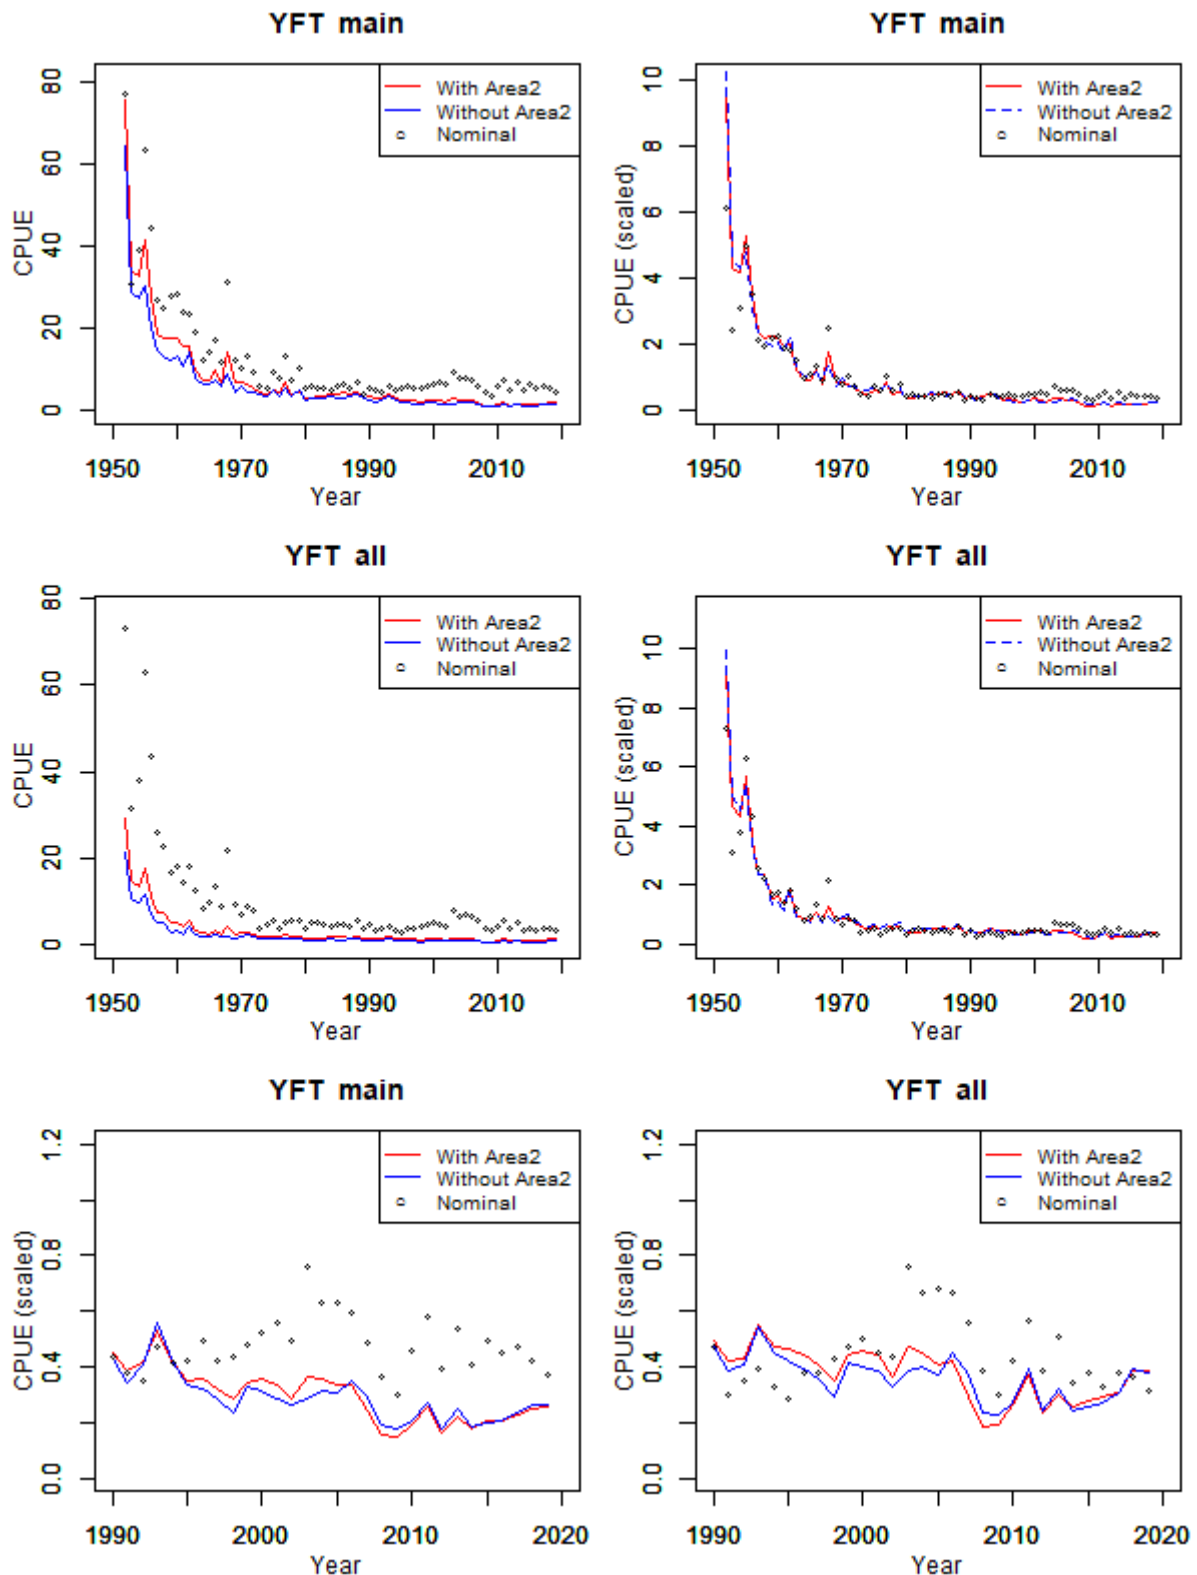 YFT main
CPUE
80
60
40
20
0
With Area2
Without Area2
Nominal
1950 1970 1990 2010
Year
YFT main
CPUE (scaled)
10
8
6
4
2
0
With Area2
Without Area2
Nominal
1950 1970 1990 2010
Year
YFT all
CPUE
80
60
40
20
0
With Area2
Without Area2
Nominal
1950 1970 1990 2010
Year
YFT all
CPUE (scaled)
10
8
6
4
2
0
With Area2
Without Area2
Nominal
1950 1970 1990 2010
Year
YFT main
CPUE (scaled)
1.2
0.8
0.4
0.0
With Area2
Without Area2
Nominal
1990 2000 2010 2020
Year
YFT all
CPUE (scaled)
1.2
0.8
0.4
0.0
With Area2
Without Area2
Nominal
1990 2000 2010 2020
Year